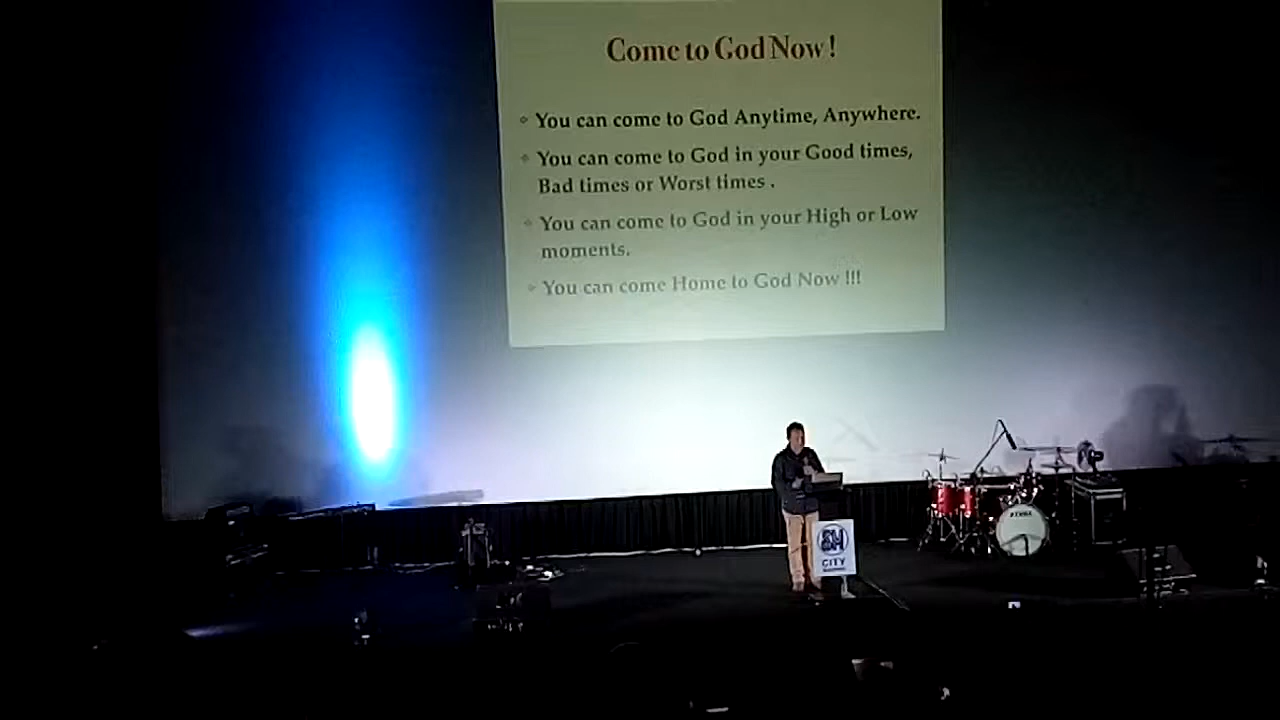 Come to God Now !
You can come to God Anytime, Anywhere.
You can come to God in your Good times,
Bad times or Worst times .
You can come to God in your High or Low
moments.
You can come Home to God Now !!!
SM
CITY
TAMA